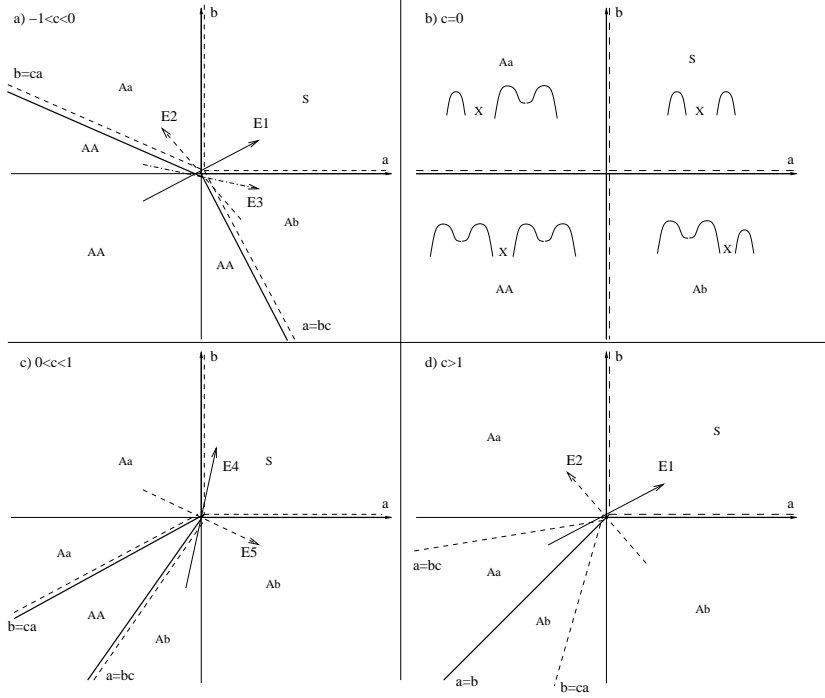 a) −1<c<0
b
b=ca
Aa
S
E2
E1
AA
a
E3
Ab
AA
AA
a=bc
b) c=0
b
Aa
S
X
X
a
X
X
AA
Ab
c) 0<c<1
b
Aa
E4
S
a
E5
Aa
Ab
b=ca
AA
Ab
a=bc
d) c>1
b
Aa
S
E2
E1
a
a=bc
Aa
Ab
Ab
a=b
b=ca